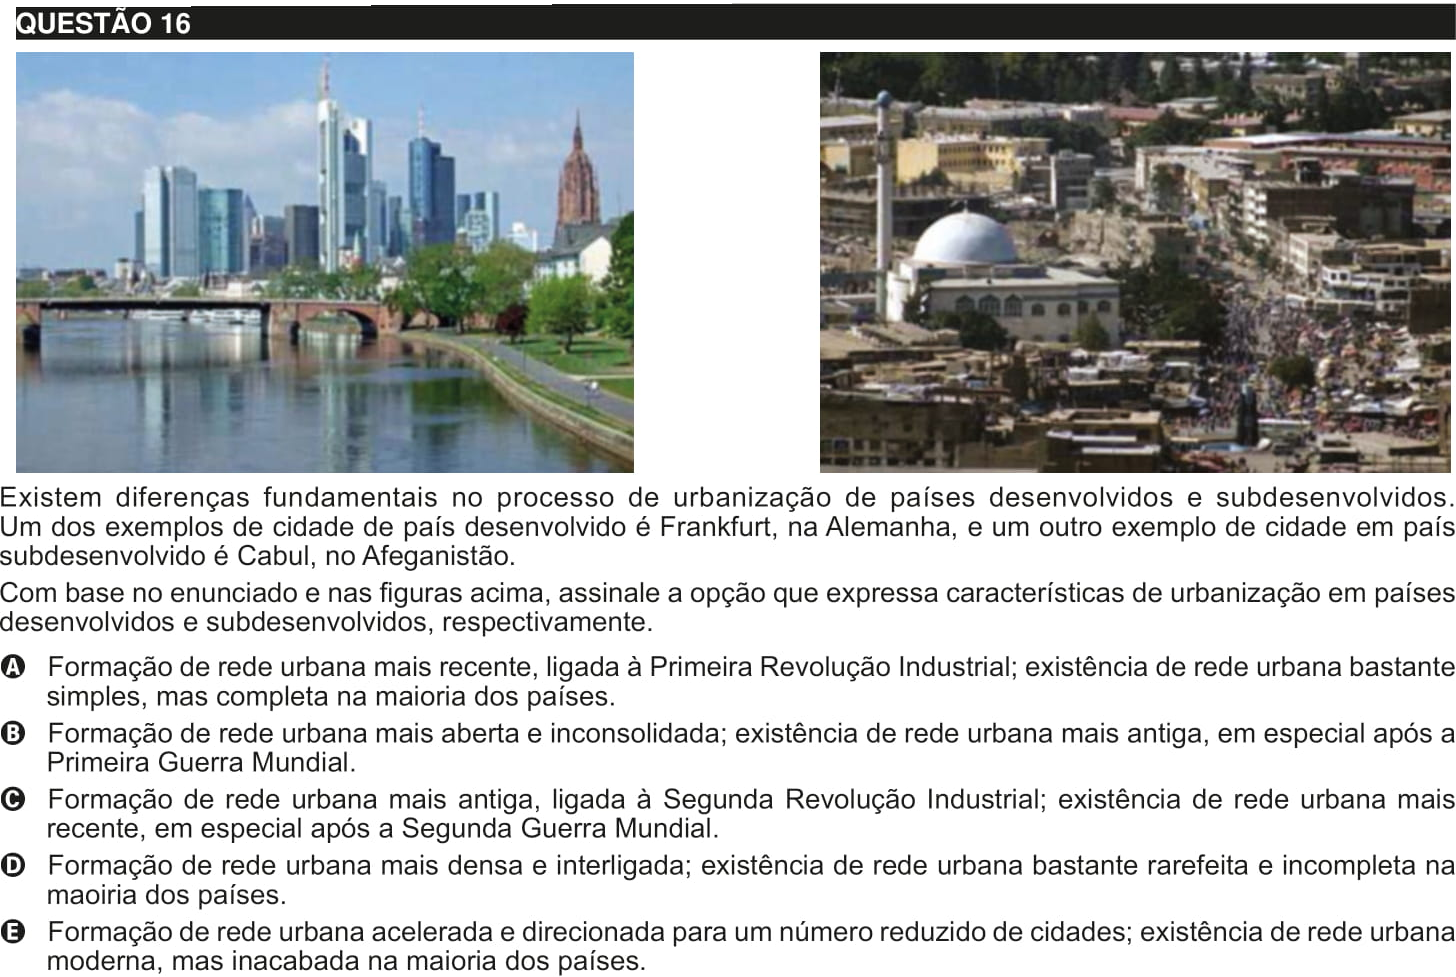 QUESTÃO 16
Existem diferenças fundamentais no processo de urbanização de países desenvolvidos e subdesenvolvidos.
Um dos exemplos de cidade de país desenvolvido é Frankfurt, na Alemanha, e um outro exemplo de cidade em país
subdesenvolvido é Cabul, no Afeganistão.
Com base no enunciado e nas figuras acima, assinale a opção que expressa características de urbanização em países
desenvolvidos e subdesenvolvidos, respectivamente.
A Formação de rede urbana mais recente, ligada à Primeira Revolução Industrial; existência de rede urbana bastante
simples, mas completa na maioria dos países.
B Formação de rede urbana mais aberta e inconsolidada; existência de rede urbana mais antiga, em especial após a
Primeira Guerra Mundial.
C Formação de rede urbana mais antiga, ligada à Segunda Revolução Industrial; existência de rede urbana mais
recente, em especial após a Segunda Guerra Mundial.
D Formação de rede urbana mais densa e interligada; existência de rede urbana bastante rarefeita e incompleta na
maoiria dos países.
E Formação de rede urbana acelerada e direcionada para um número reduzido de cidades; existência de rede urbana
moderna, mas inacabada na maioria dos países.